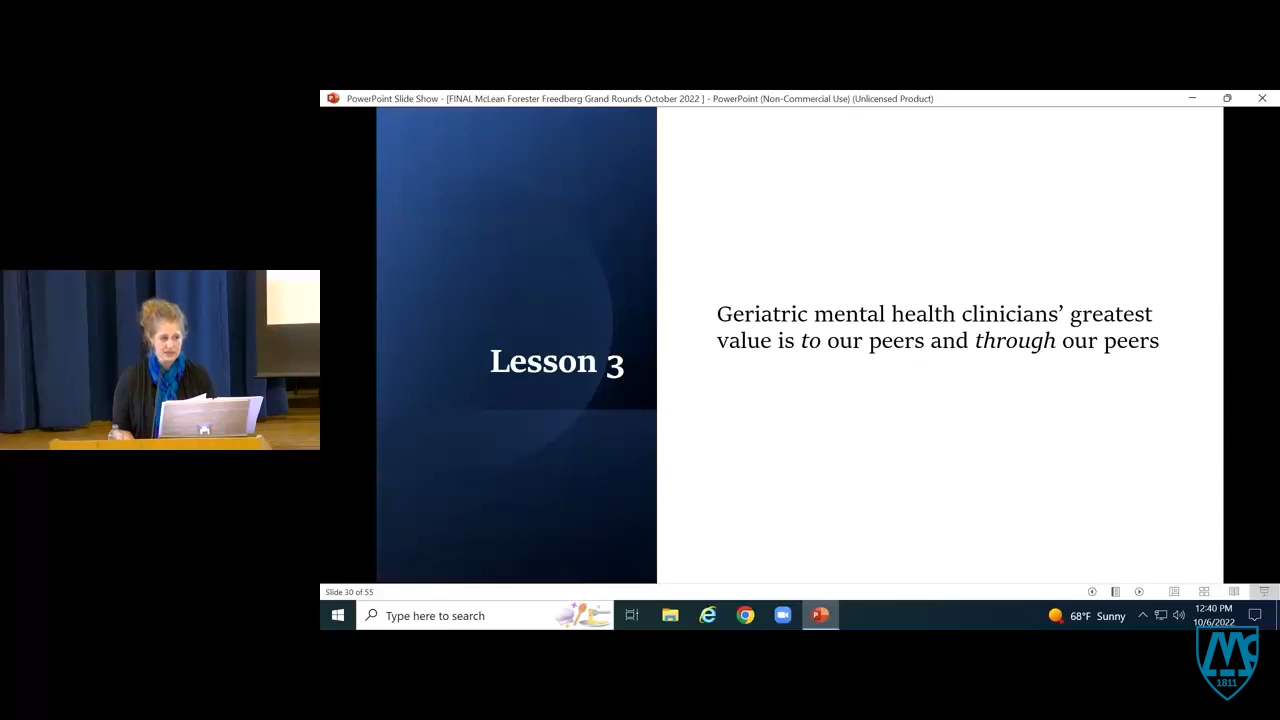 PowerPoint Slide Show - [FINAL McLean Forester Freedberg Grand Rounds October 2022 ] - PowerPoint (Non-Commercial Use) (Unlicensed Product)
Lesson 3
Geriatric mental health clinicians’ greatest
value is to our peers and through our peers
Slide 30 of 55
Type here to search
68°F Sunny
12:40 PM
10/6/2022
1811